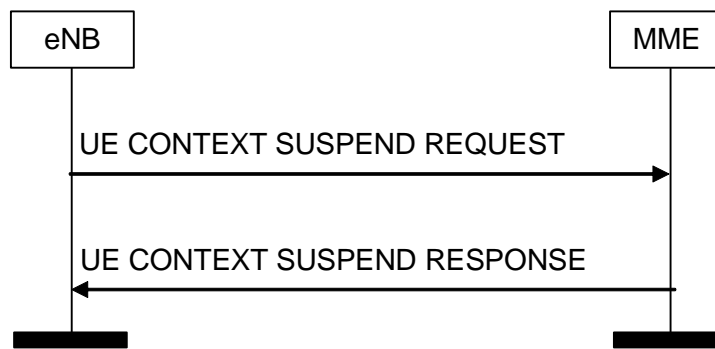 eNB
MME
UE CONTEXT SUSPEND REQUEST
UE CONTEXT SUSPEND RESPONSE